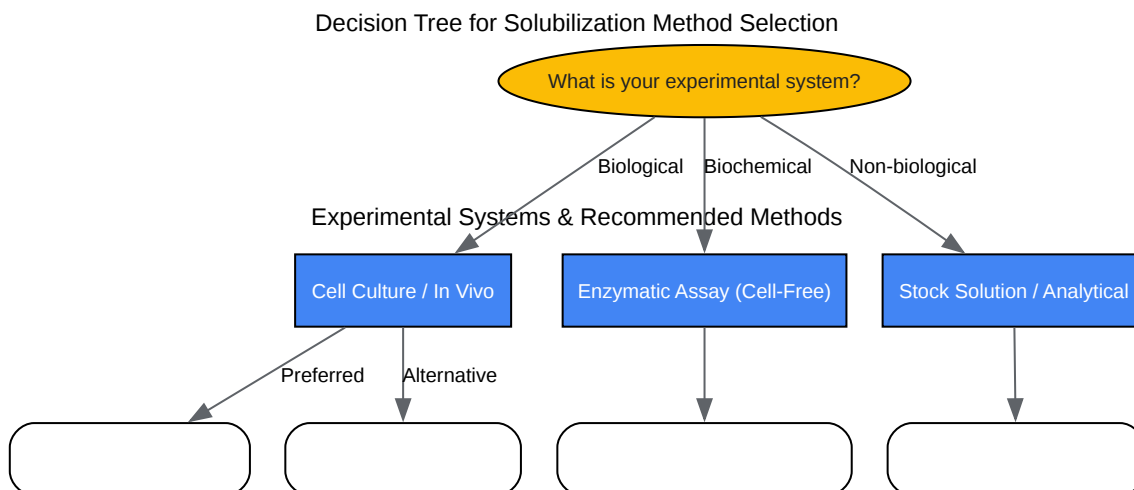 Decision Tree for Solubilization Method Selection
What is your experimental system?
Biological
Biochemical
Non-biological
Experimental Systems & Recommended Methods
Cell Culture / In Vivo
Enzymatic Assay (Cell-Free)
Stock Solution / Analytical
Preferred
Alternative